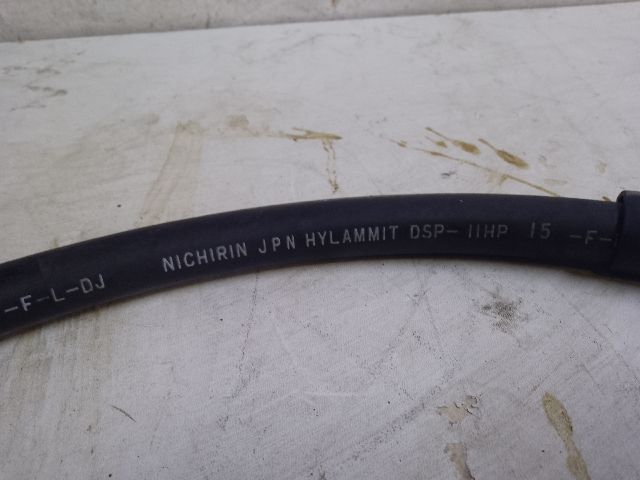 -F-L-DJ NICHIRIN JPN HYLAMMIT DSP-11HP 15 -F-